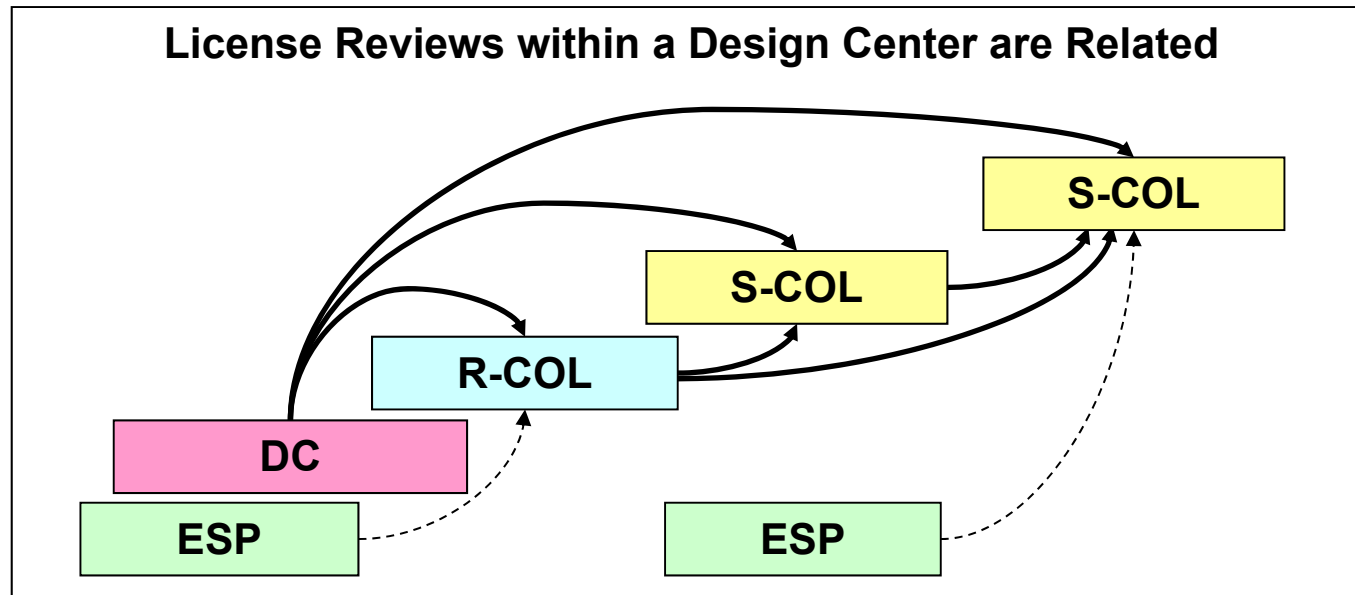 License Reviews within a Design Center are Related
S-COL
S-COL
R-COL
DC
ESP
ESP